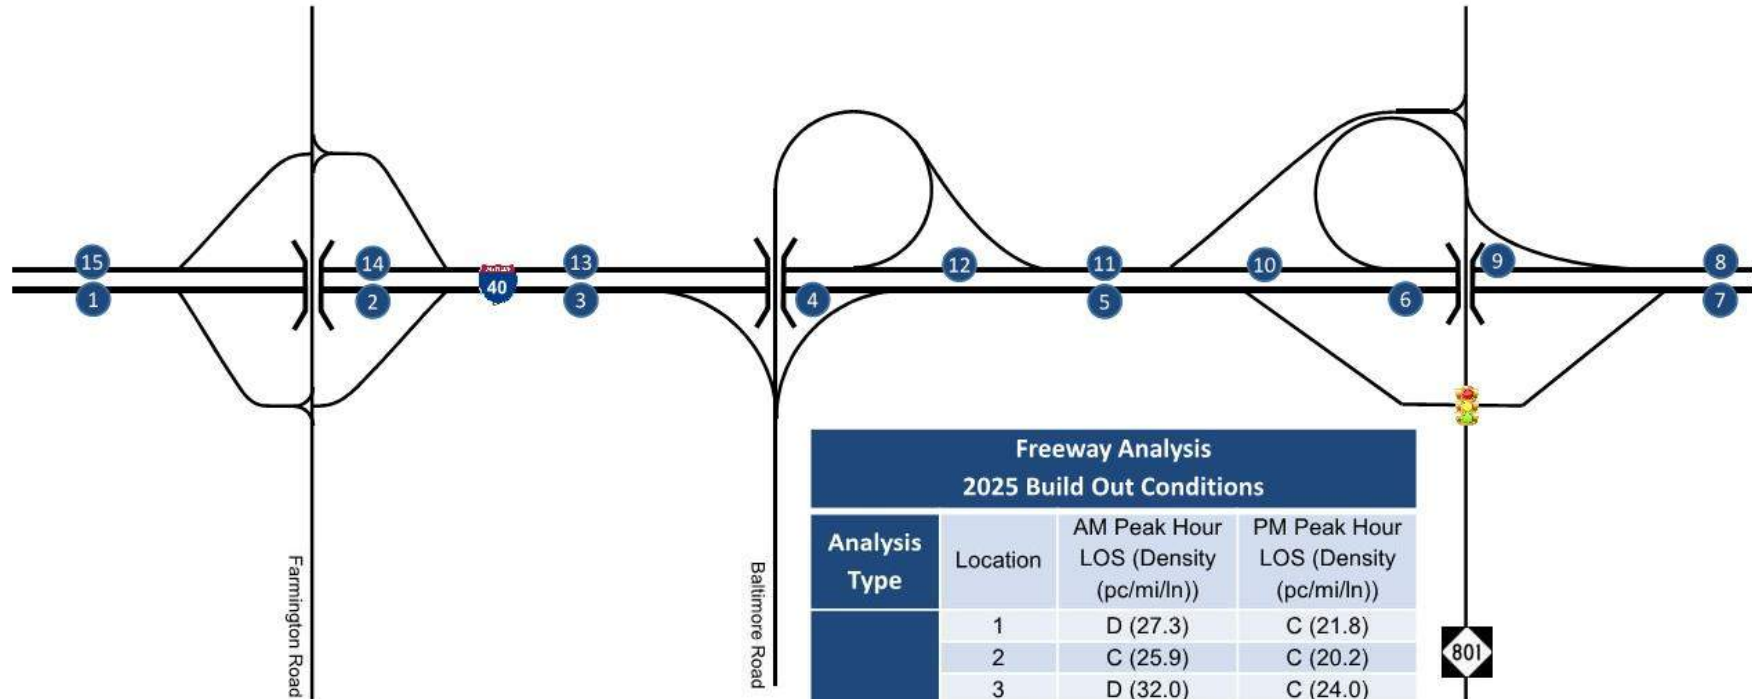 15 14 13 12 11 10 9 8
1 2 40 3 4 5 6 7
Farmington Road
Baltimore Road
Freeway Analysis
2025 Build Out Conditions
Analysis
Type
Location
AM Peak Hour
LOS (Density
(pc/mi/ln))
PM Peak Hour
LOS (Density
(pc/mi/ln))
1 D (27.3) C (21.8)
2 C (25.9) C (20.2)
3 D (32.0) C (24.0)
801